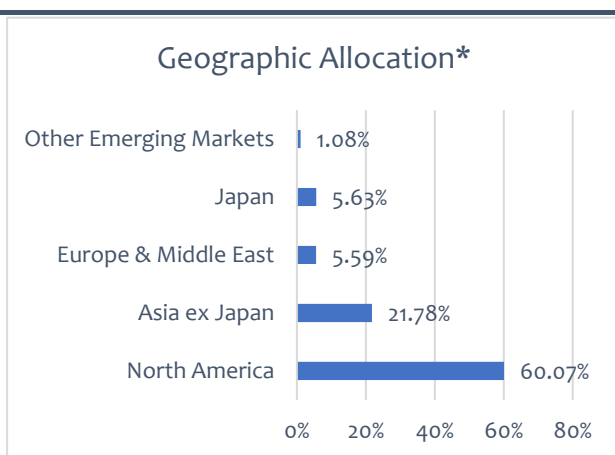 Geographic Allocation*
Other Emerging Markets 1.08%
Japan 5.63%
Europe & Middle East 5.59%
Asia ex Japan 21.78%
North America 60.07%
0% 20% 40% 60% 80%